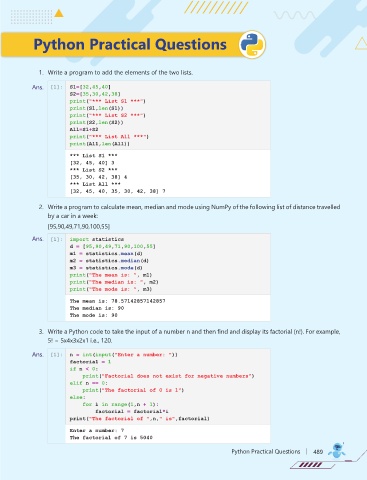 Python Practical Questions
1. Write a program to add the elements of the two lists.
Ans. [1]: S1=[32,45,40]
S2=[35,30,42,38]
print("*** List S1 ***")
print(S1,len(S1))
print("*** List S2 ***")
print(S2,len(S2))
All=S1+S2
print("*** List All ***")
print(All,len(All))
*** List S1 ***
[32, 45, 40] 3
*** List S2 ***
[35, 30, 42, 38] 4
*** List All ***
[32, 45, 40, 35, 30, 42, 38] 7
2. Write a program to calculate mean, median and mode using NumPy of the following list of distance travelled
by a car in a week:
[95,90,49,71,90,100,55]
Ans. [1]: import statistics
d = [95,90,49,71,90,100,55]
m1 = statistics.mean(d)
m2 = statistics.median(d)
m3 = statistics.mode(d)
print("The mean is: ", m1)
print("The median is: ", m2)
print("The mode is: ", m3)
The mean is: 78.57142857142857
The median is: 90
The mode is: 90
3. Write a Python code to take the input of a number n and then find and display its factorial (n!). For example,
5! = 5x4x3x2x1 i.e., 120.
Ans. [1]: n = int(input("Enter a number: "))
factorial = 1
if n < 0:
print("Factorial does not exist for negative numbers")
elif n == 0:
print("The factorial of 0 is 1")
else:
for i in range(1,n + 1):
factorial = factorial*i
print("The factorial of ",n," is",factorial)
Enter a number: 7
The factorial of 7 is 5040
Python Practical Questions | 489